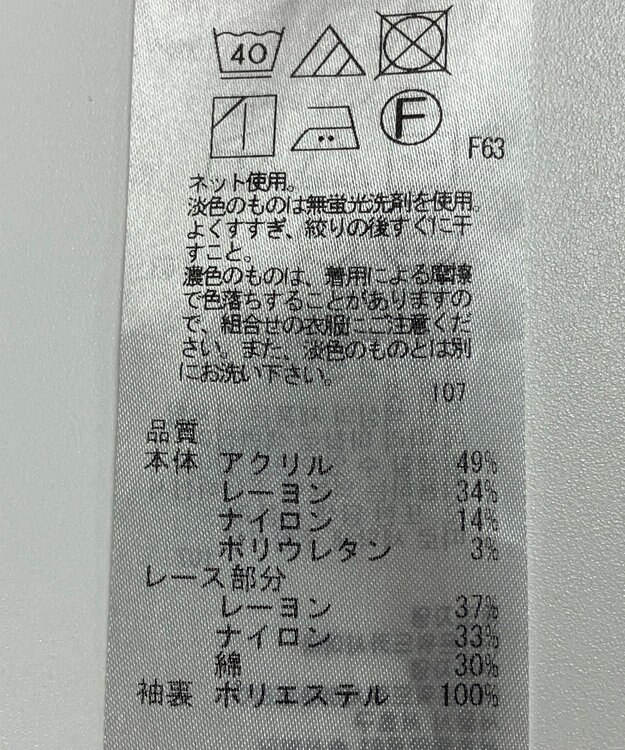 40
F
F63
ネット使用。
淡色のものは無蛍光洗剤を使用。
よくすすぎ、絞りの後すぐに干
すこと。
濃色のものは、着用による摩擦
で色落ちすることがありますの
で、組合せの衣服にご注意くだ
さい。また、淡色のものとは別
にお洗い下さい。
107
品質
本体 アクリル 49%
レーヨン 34%
ナイロン 14%
ポリウレタン 3%
レース部分
レーヨン 37%
ナイロン 33%
綿 30%
袖裏 ポリエステル 100%